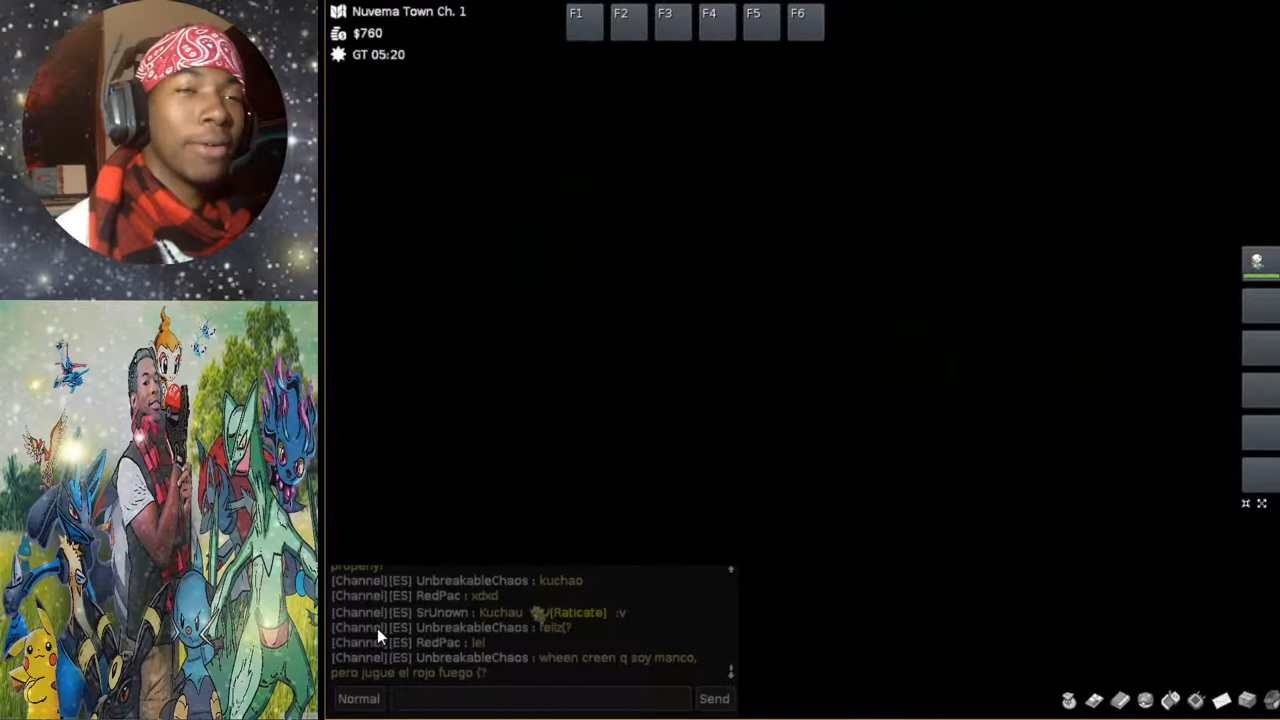 Nuvema Town Ch. 1
$760
GT 05:20
F1 F2 F3 F4 F5 F6
[Channel][ES] UnbreakableChaos : kuchao
[Channel][ES] RedPac : xdxd
[Channel][ES] SrUnown : Kuchau [Raticate] :v
[Channel][ES] UnbreakableChaos : feliz(?
[Channel][ES] RedPac : lel
[Channel][ES] UnbreakableChaos : wheen creen q soy manco,
pero jugue el rojo fuego (?
Normal Send